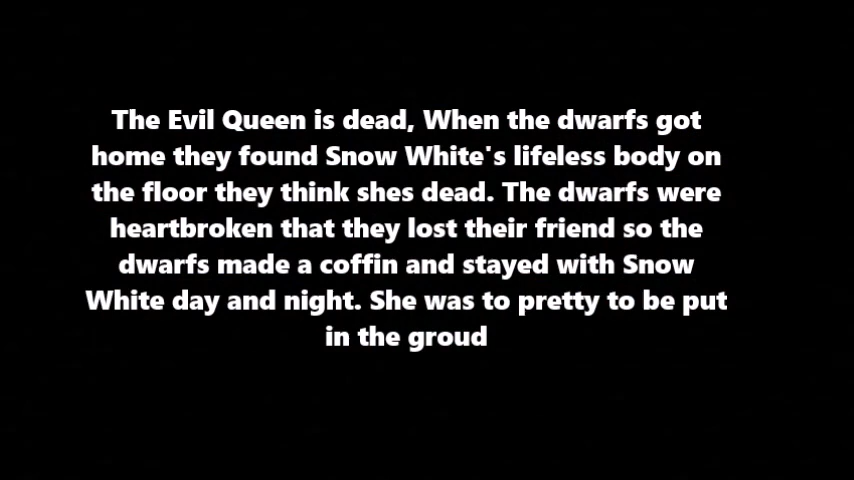 The Evil Queen is dead, When the dwarfs got
home they found Snow White's lifeless body on
the floor they think shes dead. The dwarfs were
heartbroken that they lost their friend so the
dwarfs made a coffin and stayed with Snow
White day and night. She was to pretty to be put
in the groud